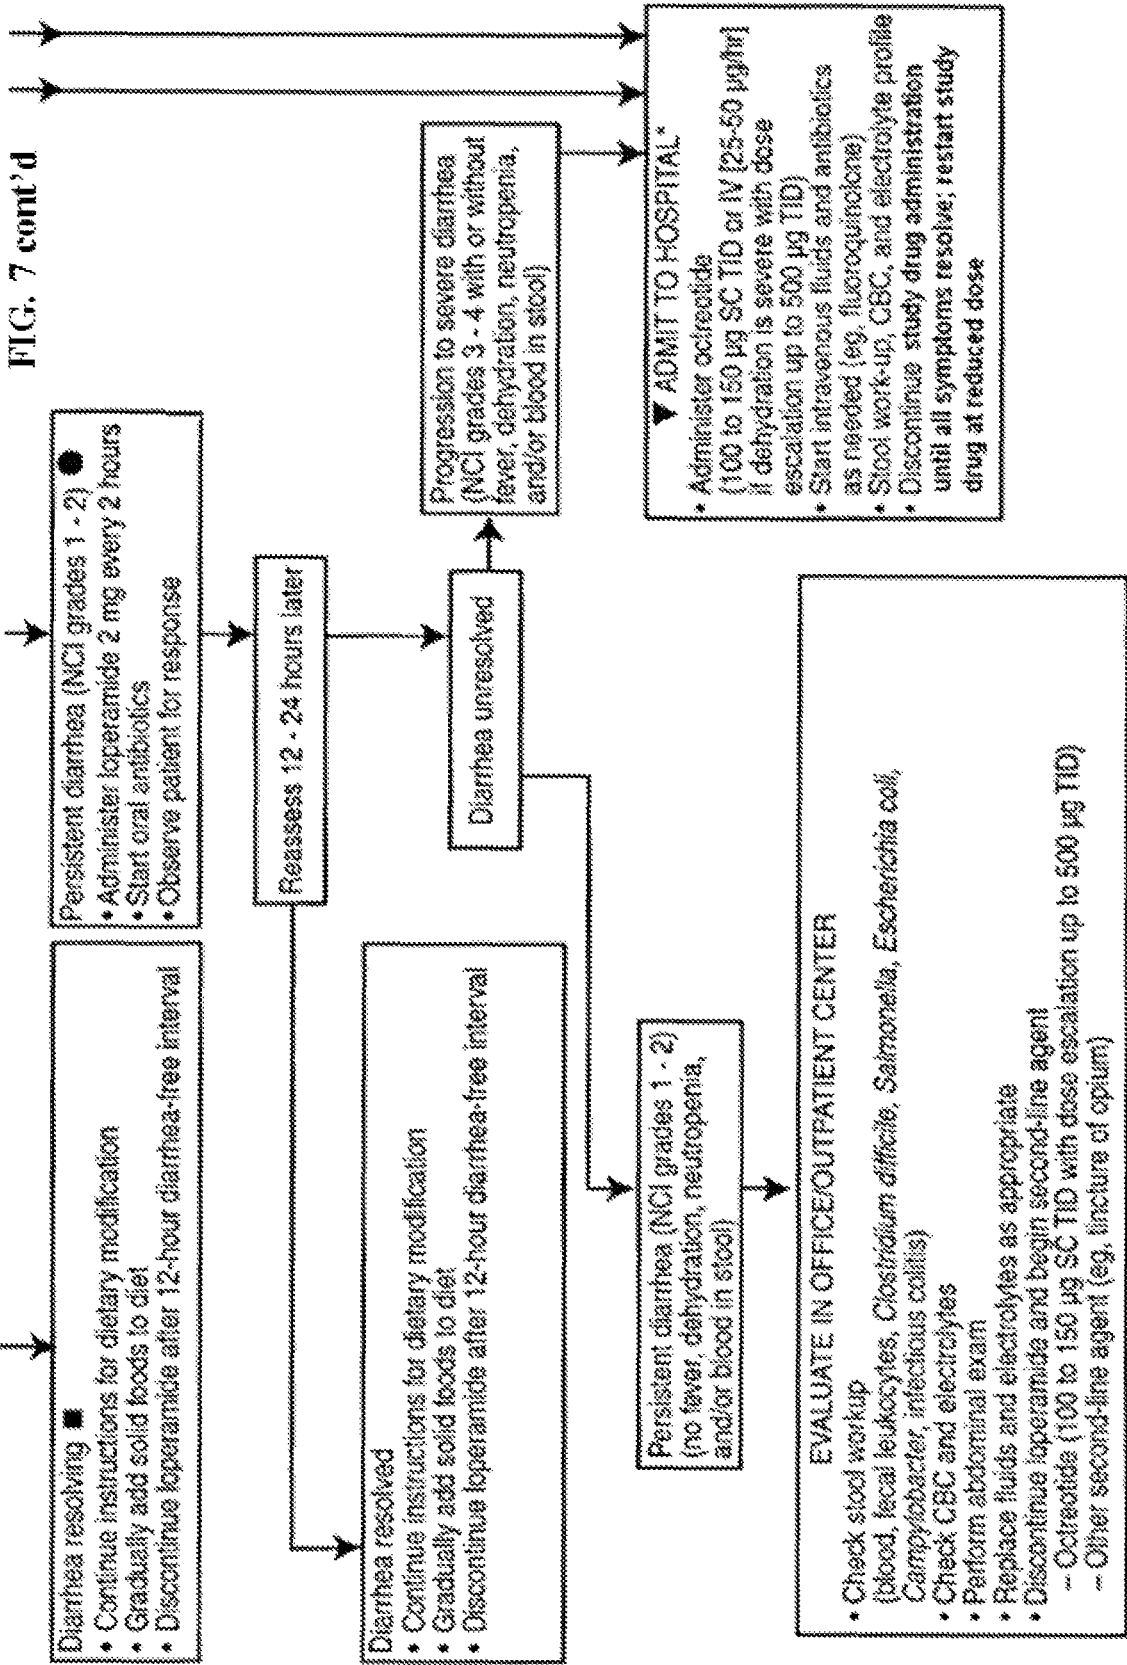 FIG. 7 cont'd
Diarrhea resolving ■
• Continue instructions for dietary modification
• Gradually add solid foods to diet
• Discontinue loperamide after 12-hour diarrhea-free interval
Persistent diarrhea (NCI grades 1 - 2) ●
• Administer loperamide 2 mg every 2 hours
• Start oral antibiotics
• Observe patient for response
Reassess 12 - 24 hours later
Diarrhea resolved
• Continue instructions for dietary modification
• Gradually add solid foods to diet
• Discontinue loperamide after 12-hour diarrhea-free interval
Diarrhea unresolved
Progression to severe diarrhea
(NCI grades 3 - 4 with or without
fever, dehydration, neutropenia,
and/or blood in stool)
Persistent diarrhea (NCI grades 1 - 2)
(no fever, dehydration, neutropenia,
and/or blood in stool)
▼ ADMIT TO HOSPITAL*
• Administer octreotide
(100 to 150 µg SC TID or IV [25-50 µg/hr]
if dehydration is severe with dose
escalation up to 500 µg TID)
• Start intravenous fluids and antibiotics
as needed (eg, fluoroquinolone)
• Stool work-up, CBC, and electrolyte profile
• Discontinue study drug administration
until all symptoms resolve; restart study
drug at reduced dose
EVALUATE IN OFFICE/OUTPATIENT CENTER
• Check stool workup
(blood, fecal leukocytes, Clostridium difficile, Salmonella, Escherichia coli,
Campylobacter, infectious colitis)
• Check CBC and electrolytes
• Perform abdominal exam
• Replace fluids and electrolytes as appropriate
• Discontinue loperamide and begin second-line agent
– Octreotide (100 to 150 µg SC TID with dose escalation up to 500 µg TID)
– Other second-line agent (eg, tincture of opium)